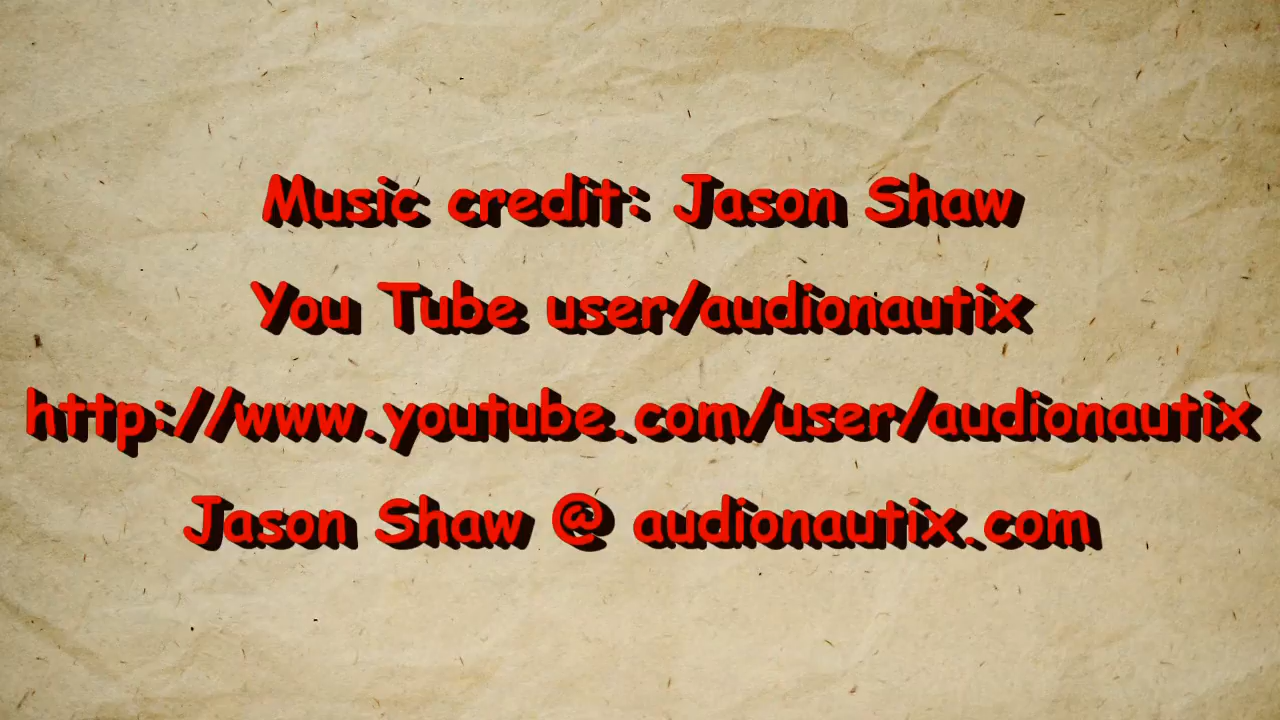 Music credit: Jason Shaw
You Tube user/audionautix
http://www.youtube.com/user/audionautix
Jason Shaw @ audionautix.com